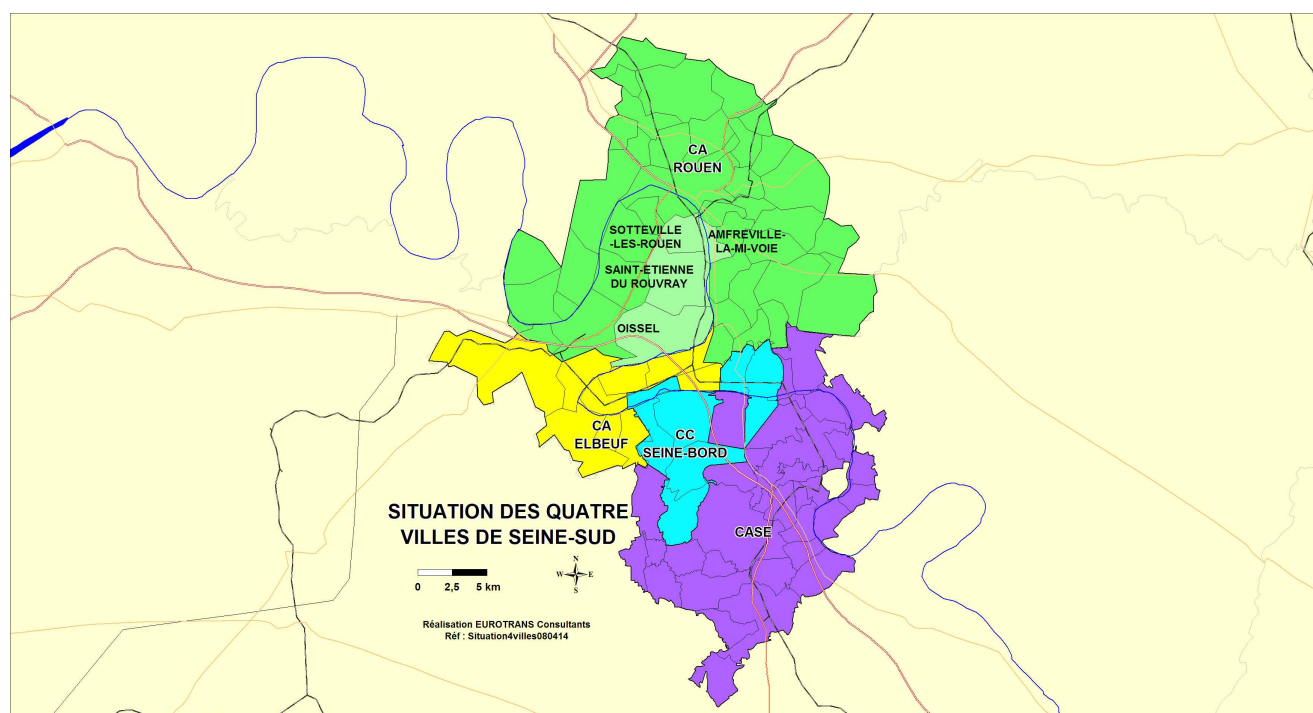 CA
ROUEN
SOTTEVILLE
-LES-ROUEN
AMFREVILLE-
LA-MI-VOIE
SAINT-ETIENNE
DU ROUVRAY
OISSEL
CA
ELBEUF
CC
SEINE-BORD
SITUATION DES QUATRE
VILLES DE SEINE-SUD
CASE
N
W E
S
0 2,5 5 km
Réalisation EUROTRANS Consultants
Réf : Situation4villes080414